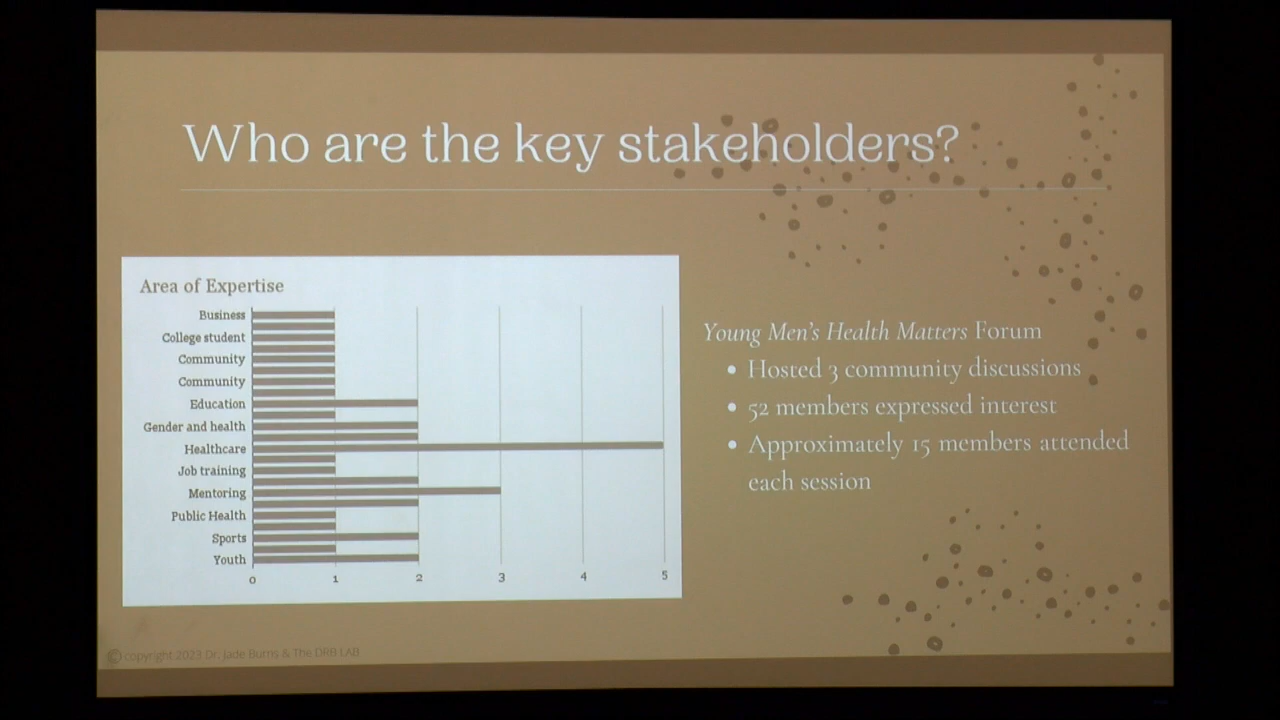 Who are the key stakeholders?
Area of Expertise
Business
College student
Community
Community
Education
Gender and health
Healthcare
Job training
Mentoring
Public Health
Sports
Youth
0 1 2 3 4 5
Young Men's Health Matters Forum
• Hosted 3 community discussions
• 52 members expressed interest
• Approximately 15 members attended
each session
© copyright 2023 Dr. Jade Burns & The DRB LAB